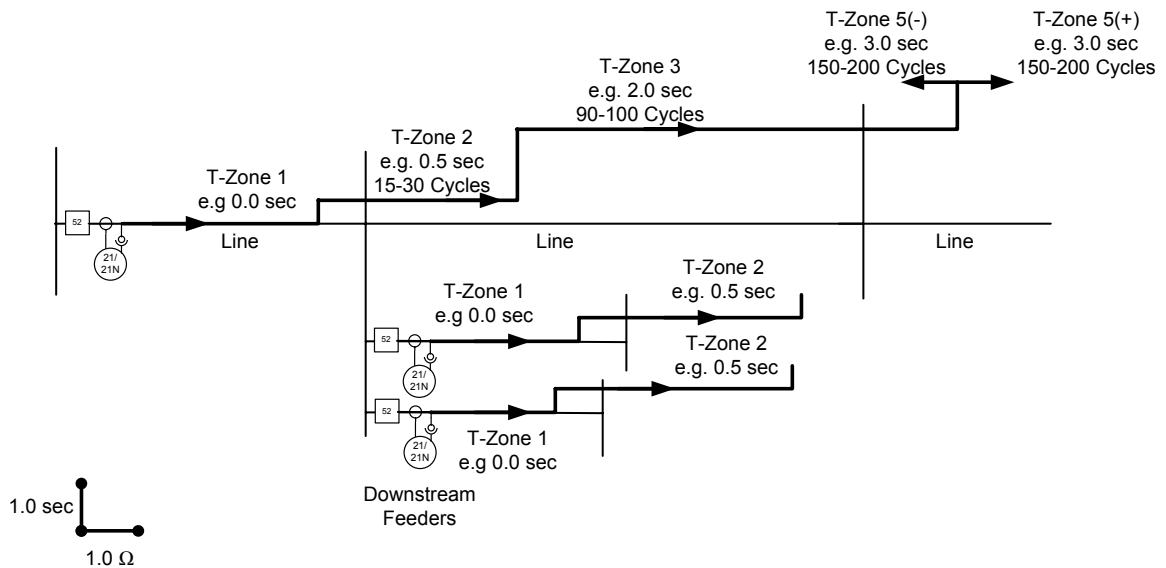 T-Zone 5(-)
e.g. 3.0 sec
150-200 Cycles
T-Zone 5(+)
e.g. 3.0 sec
150-200 Cycles
T-Zone 3
e.g. 2.0 sec
90-100 Cycles
T-Zone 2
e.g. 0.5 sec
15-30 Cycles
T-Zone 1
e.g 0.0 sec
52
21/
21N
Line
Line
Line
T-Zone 1
e.g 0.0 sec
T-Zone 2
e.g. 0.5 sec
52
21/
21N
T-Zone 2
e.g. 0.5 sec
52
21/
21N
T-Zone 1
e.g 0.0 sec
Downstream
Feeders
1.0 sec
1.0 Ω